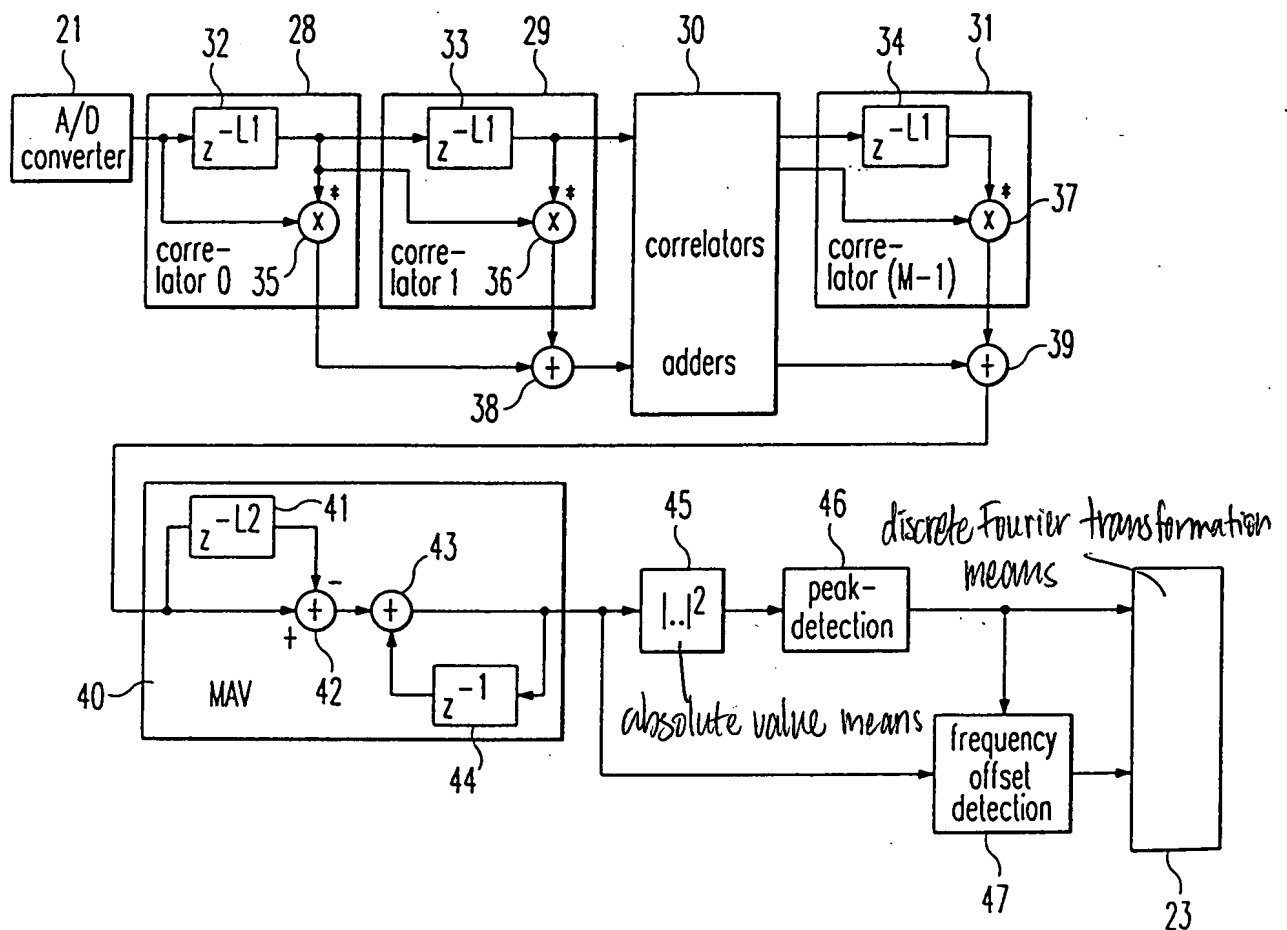 21 32 28 33 29 30 34 31
A/D
converter
z^-L1
z^-L1
z^-L1
* * *
x x x
37
corre-
lator 0
35
corre-
lator 1
36
correlators
corre-
lator (M-1)
adders
+ +
38
39
z^-L2
41
43
45
46
discrete Fourier transformation
means
-
+ +
+
42
|..|^2
peak-
detection
40
MAV
z^-1
44
absolute value means
frequency
offset
detection
47
23